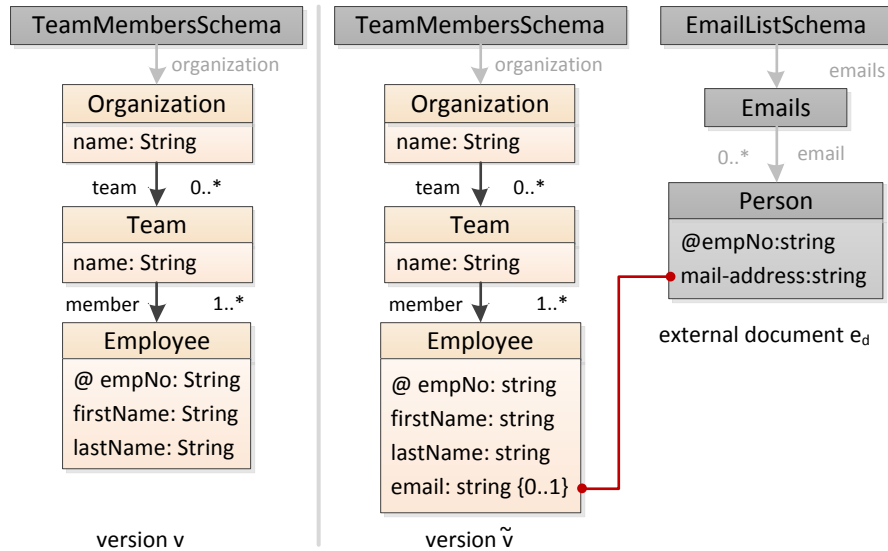 TeamMembersSchema
organization
Organization
name: String
team 0..*
Team
name: String
member 1..*
Employee
@ empNo: String
firstName: String
lastName: String
version v
TeamMembersSchema
organization
Organization
name: String
team 0..*
Team
name: String
member 1..*
Employee
@ empNo: string
firstName: string
lastName: string
email: string {0..1}
version ṽ
EmailListSchema
emails
Emails
0..* email
Person
@empNo:string
mail-address:string
external document e_d